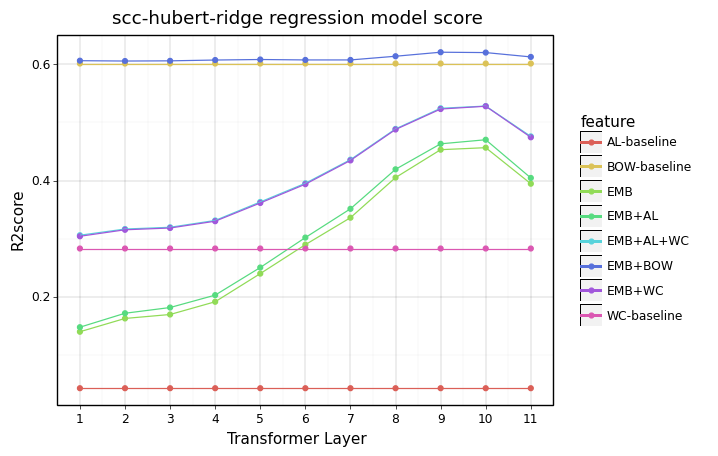 scc-hubert-ridge regression model score
R2score
0.6
0.4
0.2
1 2 3 4 5 6 7 8 9 10 11
Transformer Layer
feature
AL-baseline
BOW-baseline
EMB
EMB+AL
EMB+AL+WC
EMB+BOW
EMB+WC
WC-baseline